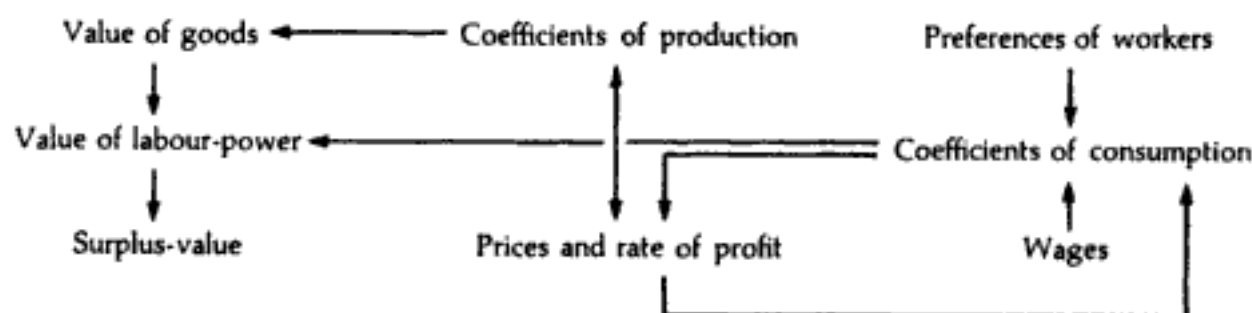 Value of goods
Coefficients of production
Preferences of workers
Value of labour-power
Coefficients of consumption
Surplus-value
Prices and rate of profit
Wages